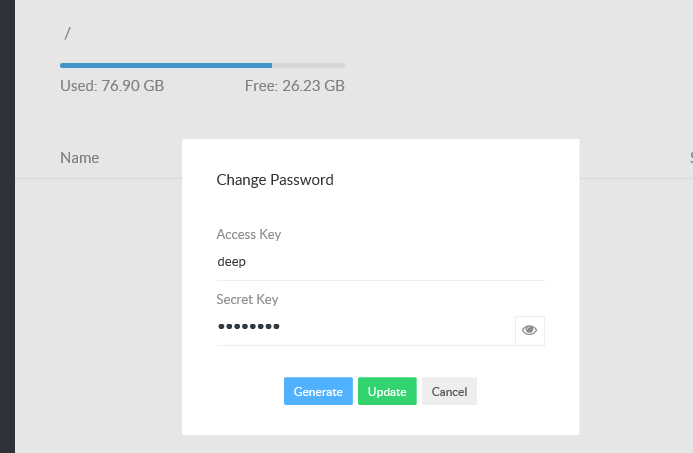 /
Used: 76.90 GB Free: 26.23 GB
Name
Change Password
Access Key
deep
Secret Key
••••••••
Generate Update Cancel